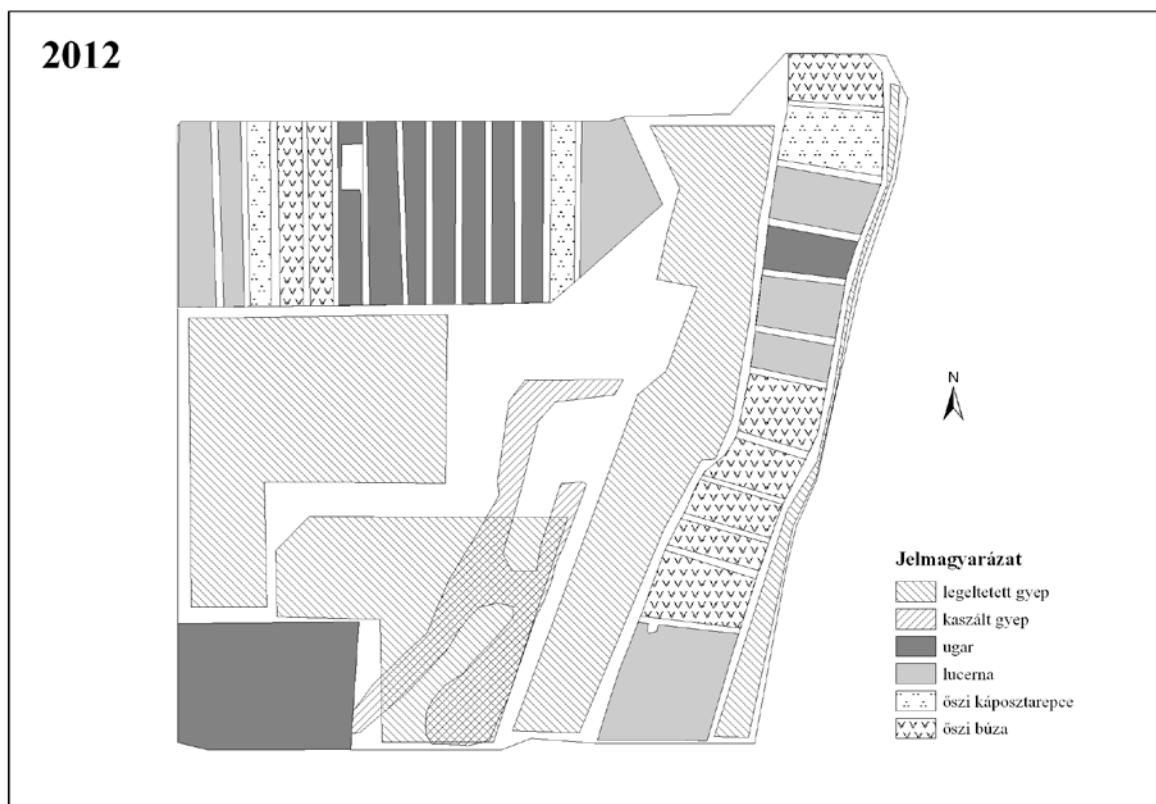 2012
N
Jelmagyarázat
legeltetett gyep
kaszált gyep
ugar
lucerna
őszi káposztarepce
őszi búza